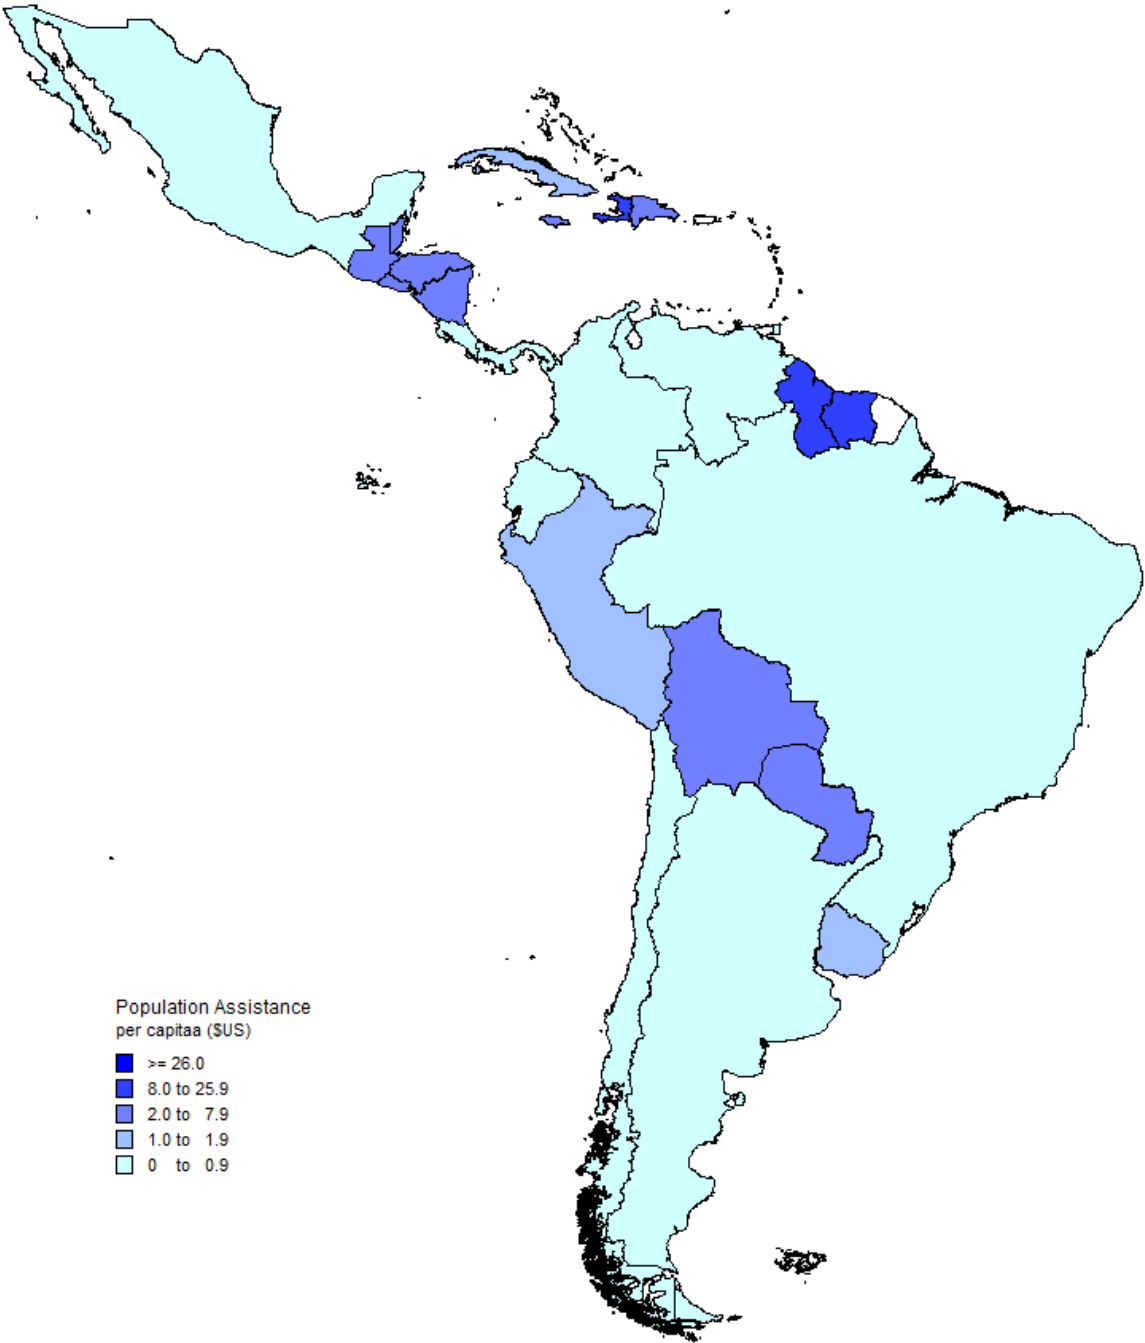 Population Assistance
per capitaa ($US)
>= 26.0
8.0 to 25.9
2.0 to 7.9
1.0 to 1.9
0 to 0.9